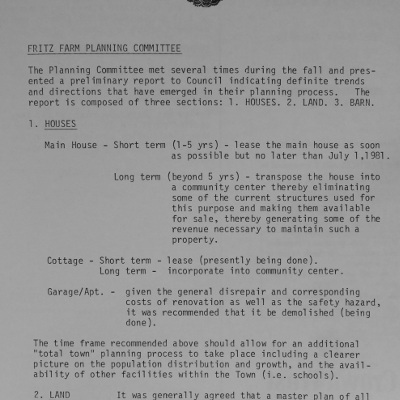 FRITZ FARM PLANNING COMMITTEE
The Planning Committee met several times during the fall and pres-
ented a preliminary report to Council indicating definite trends
and directions that have emerged in their planning process. The
report is composed of three sections: 1. HOUSES. 2. LAND. 3. BARN.
1. HOUSES
Main House - Short term (1-5 yrs) - lease the main house as soon
as possible but no later than July 1,1981.
Long term (beyond 5 years) - transpose the house into
a community center thereby eliminating
some of the current structures used for
this purpose and making them available
for sale, thereby generating some of the
revenue necessary to maintain such a
property.
Cottage - Short term - lease (presently being done).
Long term - incorporate into community center.
Garage/Apt. - given the general disrepair and corresponding
costs of renovation as well as the safety hazard,
it was recommended that it be demolished (being
done).
The time frame recommended above should allow for an additional
"total town" planning process to take place including a clearer
picture on the population distribution and growth, and the avail-
ability of other facilities within the Town (i.e. schools).
2. LAND It was generally agreed that a master plan of all